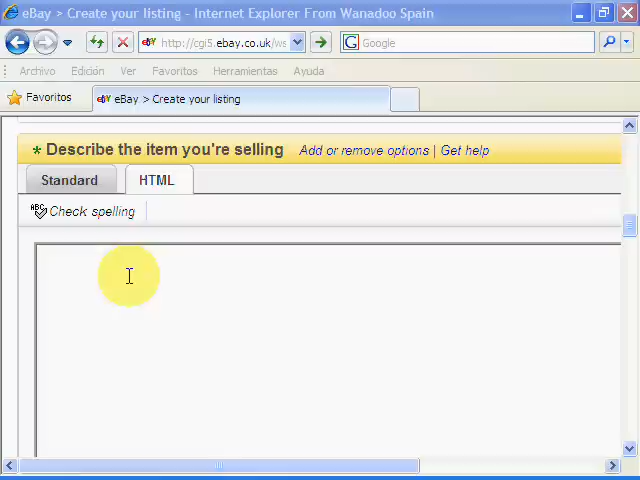 eBay > Create your listing - Internet Explorer From Wanadoo Spain
http://cgi5.ebay.co.uk/ws Google
Archivo Edición Ver Favoritos Herramientas Ayuda
Favoritos eBay > Create your listing
* Describe the item you're selling Add or remove options | Get help
Standard HTML
ABC Check spelling